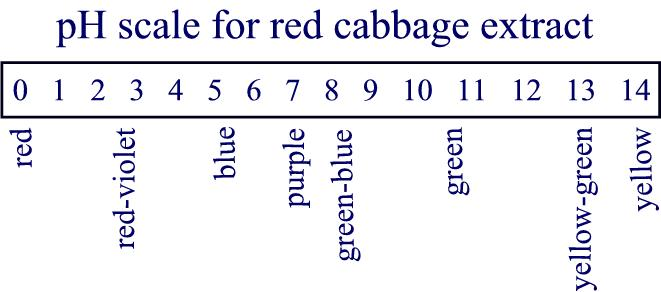 pH scale for red cabbage extract
0 1 2 3 4 5 6 7 8 9 10 11 12 13 14
red
red-violet
blue
purple
green-blue
green
yellow-green
yellow